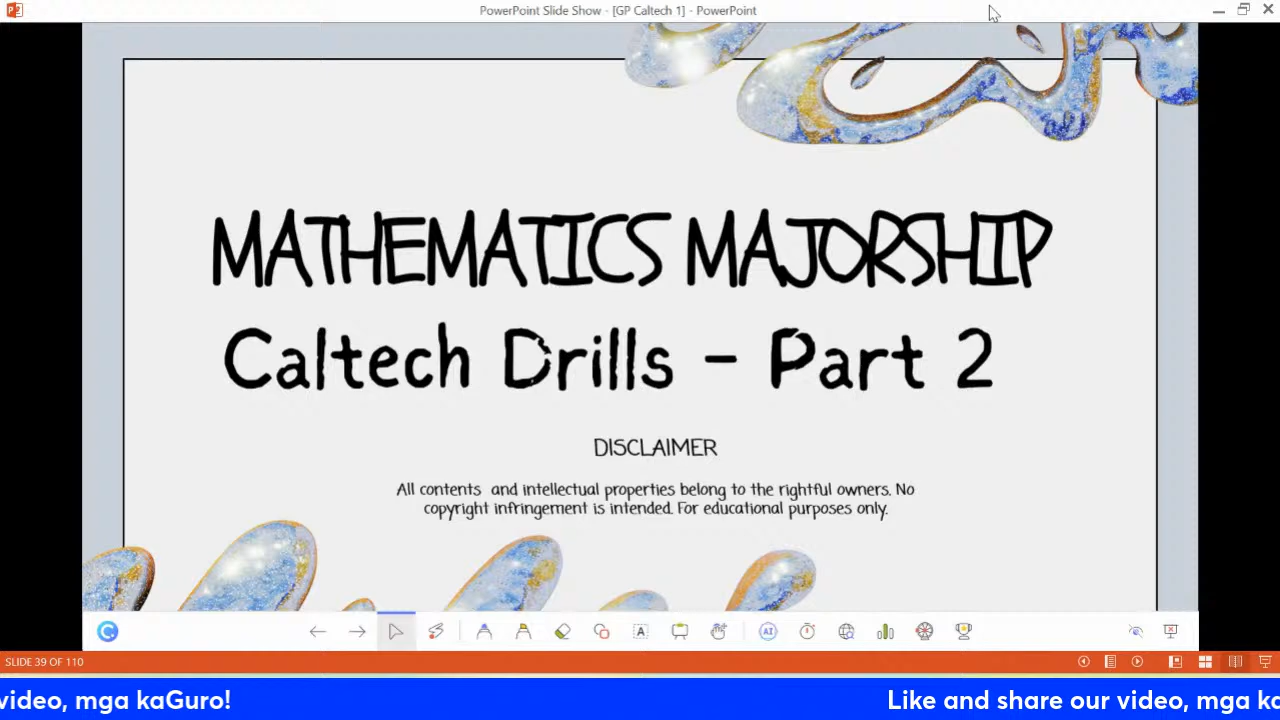 PowerPoint Slide Show - [GP Caltech 1] - PowerPoint
MATHEMATICS MAJORSHIP
Caltech Drills - Part 2
DISCLAIMER
All contents and intellectual properties belong to the rightful owners. No
copyright infringement is intended. For educational purposes only.
SLIDE 39 OF 110
video, mga kaGuro!
Like and share our video, mga ka